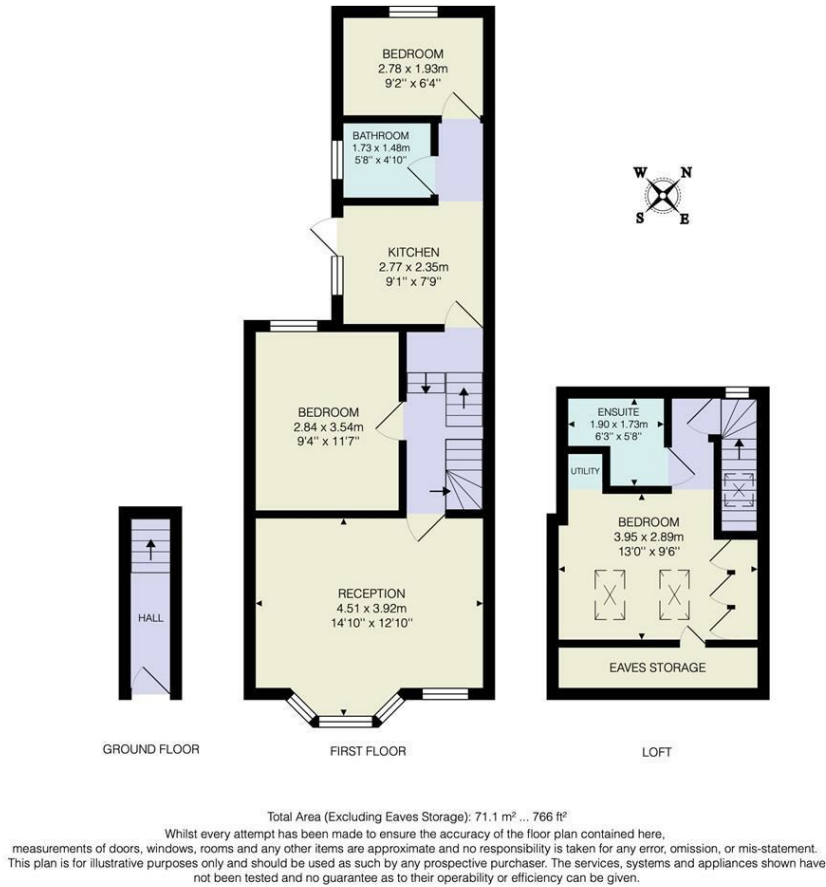 BEDROOM
2.78 x 1.93m
9'2" x 6'4"
BATHROOM
1.73 x 1.48m
5'8" x 4'10"
W N
S E
KITCHEN
2.77 x 2.35m
9'1" x 7'9"
BEDROOM
2.84 x 3.54m
9'4" x 11'7"
ENSUITE
1.90 x 1.73m
6'3" x 5'8"
UTILITY
BEDROOM
3.95 x 2.89m
13'0" x 9'6"
RECEPTION
4.51 x 3.92m
14'10" x 12'10"
HALL
EAVES STORAGE
GROUND FLOOR
FIRST FLOOR
LOFT
Total Area (Excluding Eaves Storage): 71.1 m² ... 766 ft²
Whilst every attempt has been made to ensure the accuracy of the floor plan contained here,
measurements of doors, windows, rooms and any other items are approximate and no responsibility is taken for any error, omission, or mis-statement.
This plan is for illustrative purposes only and should be used as such by any prospective purchaser. The services, systems and appliances shown have
not been tested and no guarantee as to their operability or efficiency can be given.